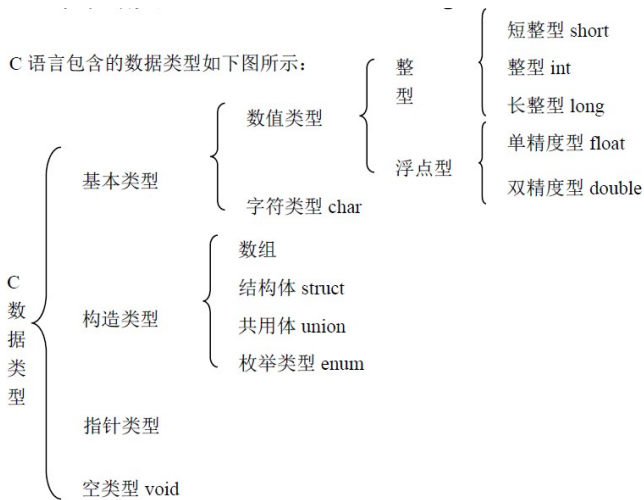 C 语言包含的数据类型如下图所示：
短整型 short
整
型
整型 int
长整型 long
数值类型
单精度型 float
浮点型
双精度型 double
基本类型
字符类型 char
数组
结构体 struct
C
数
据
类
型
构造类型
共用体 union
枚举类型 enum
指针类型
空类型 void